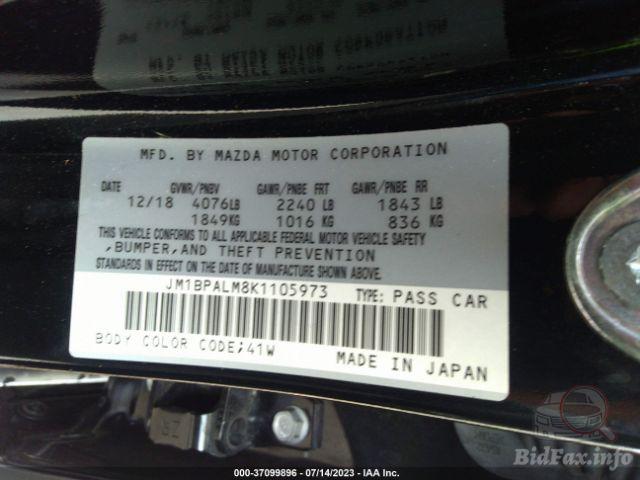 MFD. BY MAZDA MOTOR CORPORATION
DATE GVWR/PNBV GAWR/PNBE FRT GAWR/PNBE RR
12/18 4076LB 2240 LB 1843 LB
1849KG 1016 KG 836 KG
THIS VEHICLE CONFORMS TO ALL APPLICABLE FEDERAL MOTOR VEHICLE SAFETY
,BUMPER,AND THEFT PREVENTION
STANDARDS IN EFFECT ON THE DATE OF MANUFACTURE SHOWN ABOVE.
JM1BPALM8K1105973 TYPE: PASS CAR
BODY COLOR CODE;41W
MADE IN JAPAN
BidFax.info
000-37099896 - 07/14/2023 - IAA Inc.